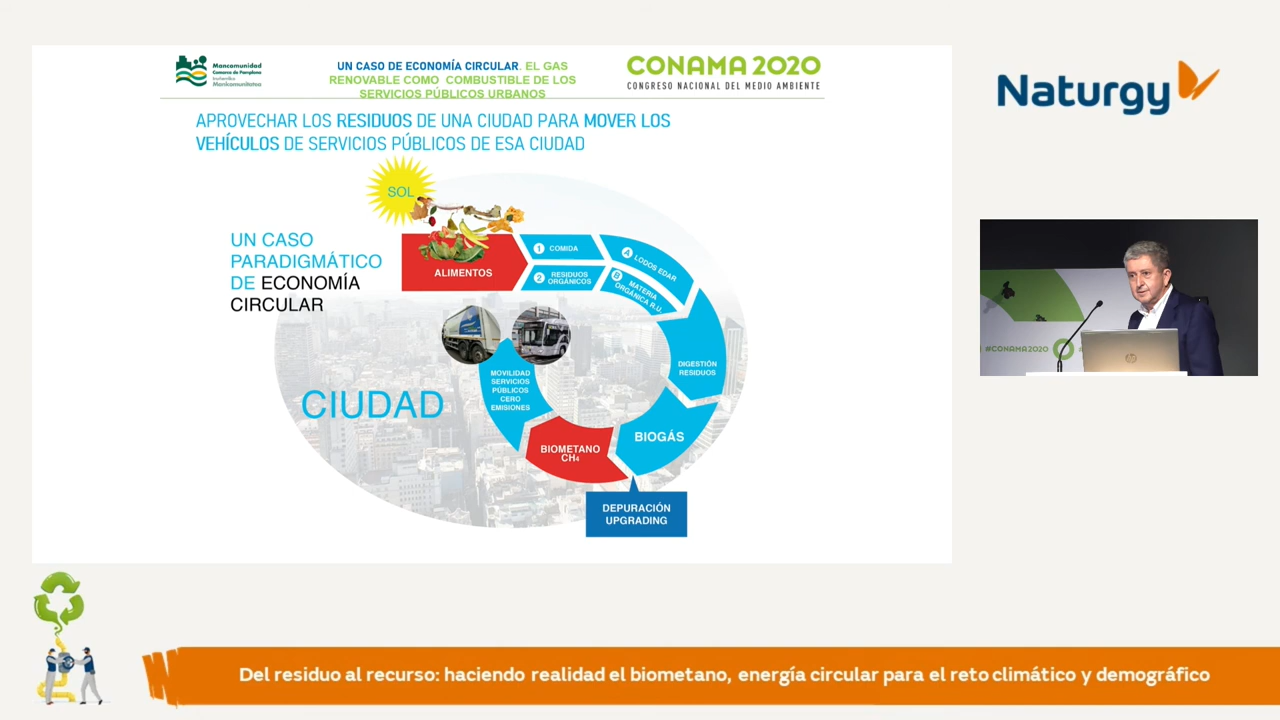 Mancomunidad
Comarca de Pamplona
Iruñerriko
Mankomunitatea
UN CASO DE ECONOMÍA CIRCULAR. EL GAS
RENOVABLE COMO COMBUSTIBLE DE LOS
SERVICIOS PÚBLICOS URBANOS
CONAMA 2020
CONGRESO NACIONAL DEL MEDIO AMBIENTE
Naturgy
APROVECHAR LOS RESIDUOS DE UNA CIUDAD PARA MOVER LOS
VEHÍCULOS DE SERVICIOS PÚBLICOS DE ESA CIUDAD
SOL
UN CASO
PARADIGMÁTICO
DE ECONOMÍA
CIRCULAR
ALIMENTOS
1 COMIDA
2 RESIDUOS
ORGÁNICOS
A LODOS EDAR
B MATERIA
ORGÁNICA R.U.
DIGESTIÓN
RESIDUOS
BIOGÁS
DEPURACIÓN
UPGRADING
BIOMETANO
CH4
MOVILIDAD
SERVICIOS
PÚBLICOS
CERO
EMISIONES
CIUDAD
#CONAMA2020
Del residuo al recurso: haciendo realidad el biometano, energía circular para el reto climático y demográfico